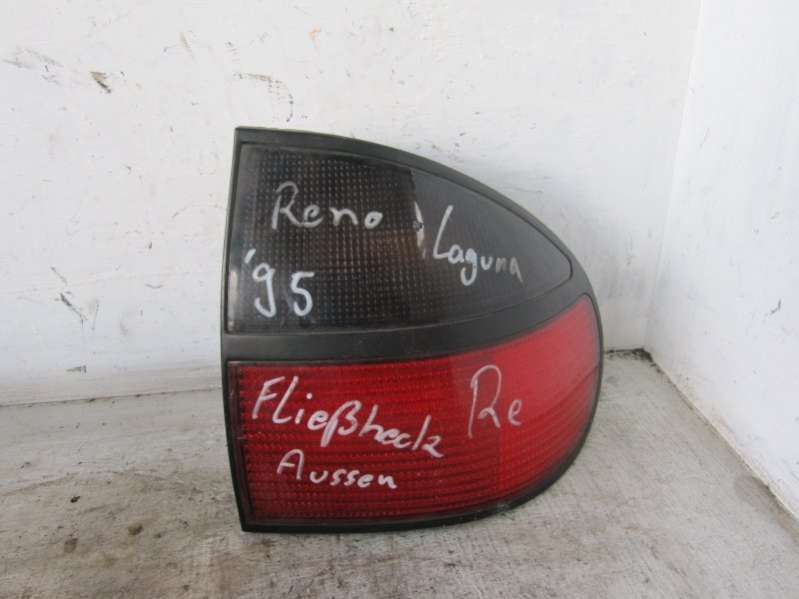 Reno Laguna
'95
Fließheck Re
Aussen